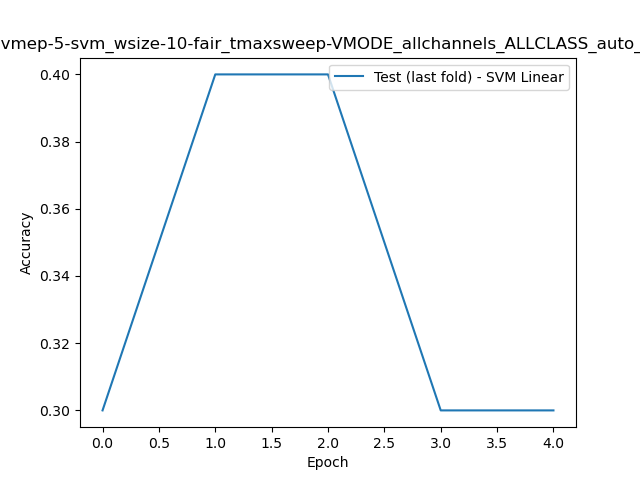 vmep-5-svm_wsize-10-fair_tmaxsweep-VMODE_allchannels_ALLCLASS_auto_
Test (last fold) - SVM Linear
Accuracy
0.40
0.38
0.36
0.34
0.32
0.30
0.0 0.5 1.0 1.5 2.0 2.5 3.0 3.5 4.0
Epoch